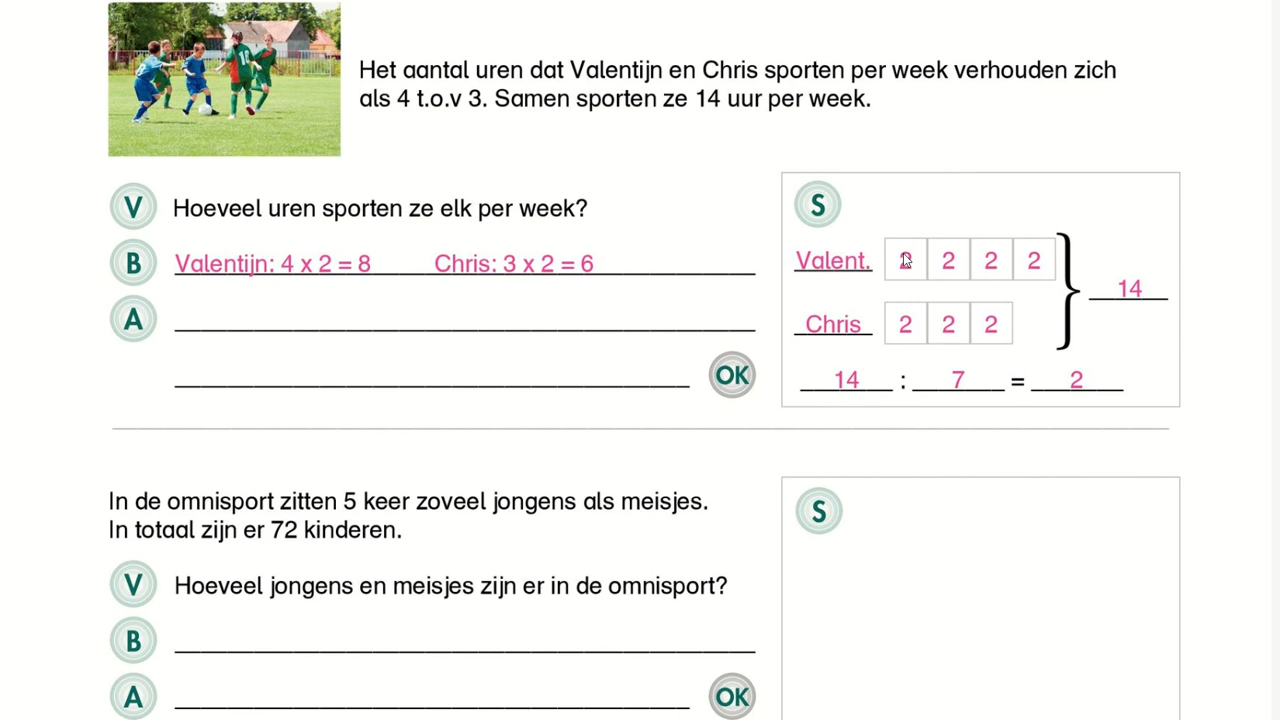 Het aantal uren dat Valentijn en Chris sporten per week verhouden zich
als 4 t.o.v 3. Samen sporten ze 14 uur per week.
V Hoeveel uren sporten ze elk per week?
B Valentijn: 4 x 2 = 8 Chris: 3 x 2 = 6
A
OK
S
Valent. 2 2 2 2
14
Chris 2 2 2
14 : 7 = 2
In de omnisport zitten 5 keer zoveel jongens als meisjes.
In totaal zijn er 72 kinderen.
V Hoeveel jongens en meisjes zijn er in de omnisport?
B
A
OK
S